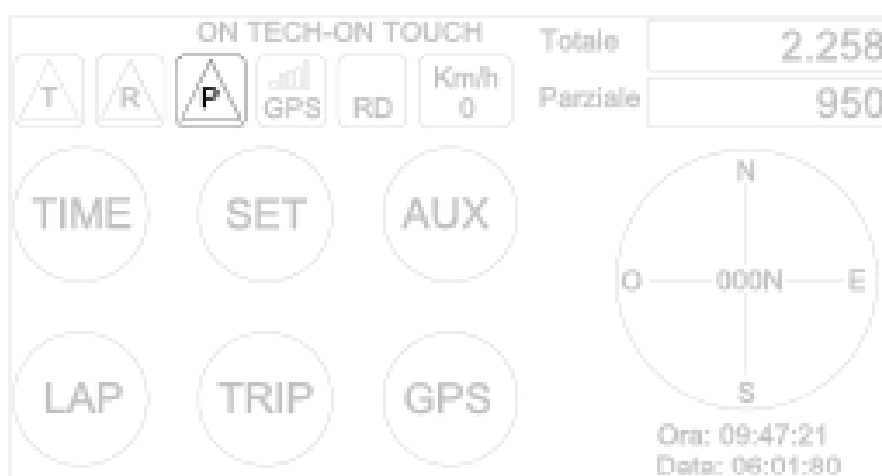 ON TECH-ON TOUCH
Totale 2.258
T R P GPS RD Km/h 0
Parziale 950
TIME SET AUX
N
O 000N E
LAP TRIP GPS
S
Ora: 09:47:21
Data: 06:01:80